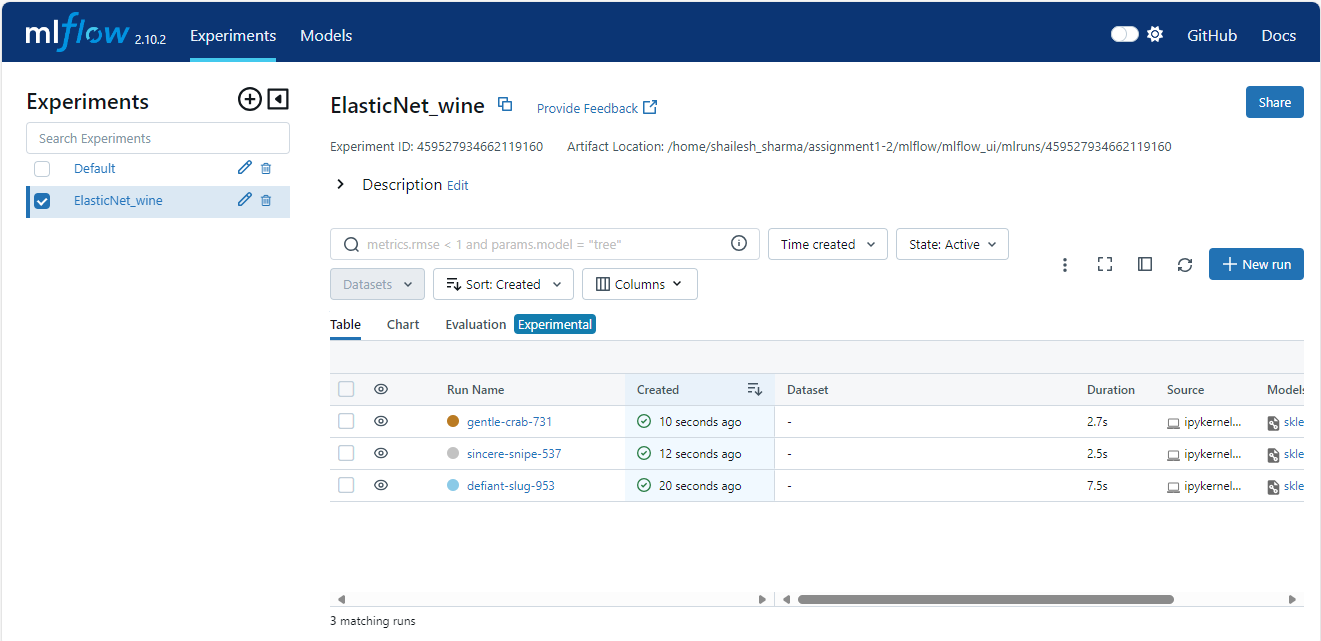 mlflow 2.10.2 Experiments Models GitHub Docs
Experiments
Search Experiments
Default
ElasticNet_wine
ElasticNet_wine Provide Feedback Share
Experiment ID: 459527934662119160 Artifact Location: /home/shailesh_sharma/assignment1-2/mlflow/mlflow_ui/mlruns/459527934662119160
Description Edit
metrics.rmse < 1 and params.model = "tree" Time created State: Active
New run
Datasets Sort: Created Columns
Table Chart Evaluation Experimental
Run Name Created Dataset Duration Source Models
gentle-crab-731 10 seconds ago - 2.7s ipykernel... skle
sincere-snipe-537 12 seconds ago - 2.5s ipykernel... skle
defiant-slug-953 20 seconds ago - 7.5s ipykernel... skle
3 matching runs